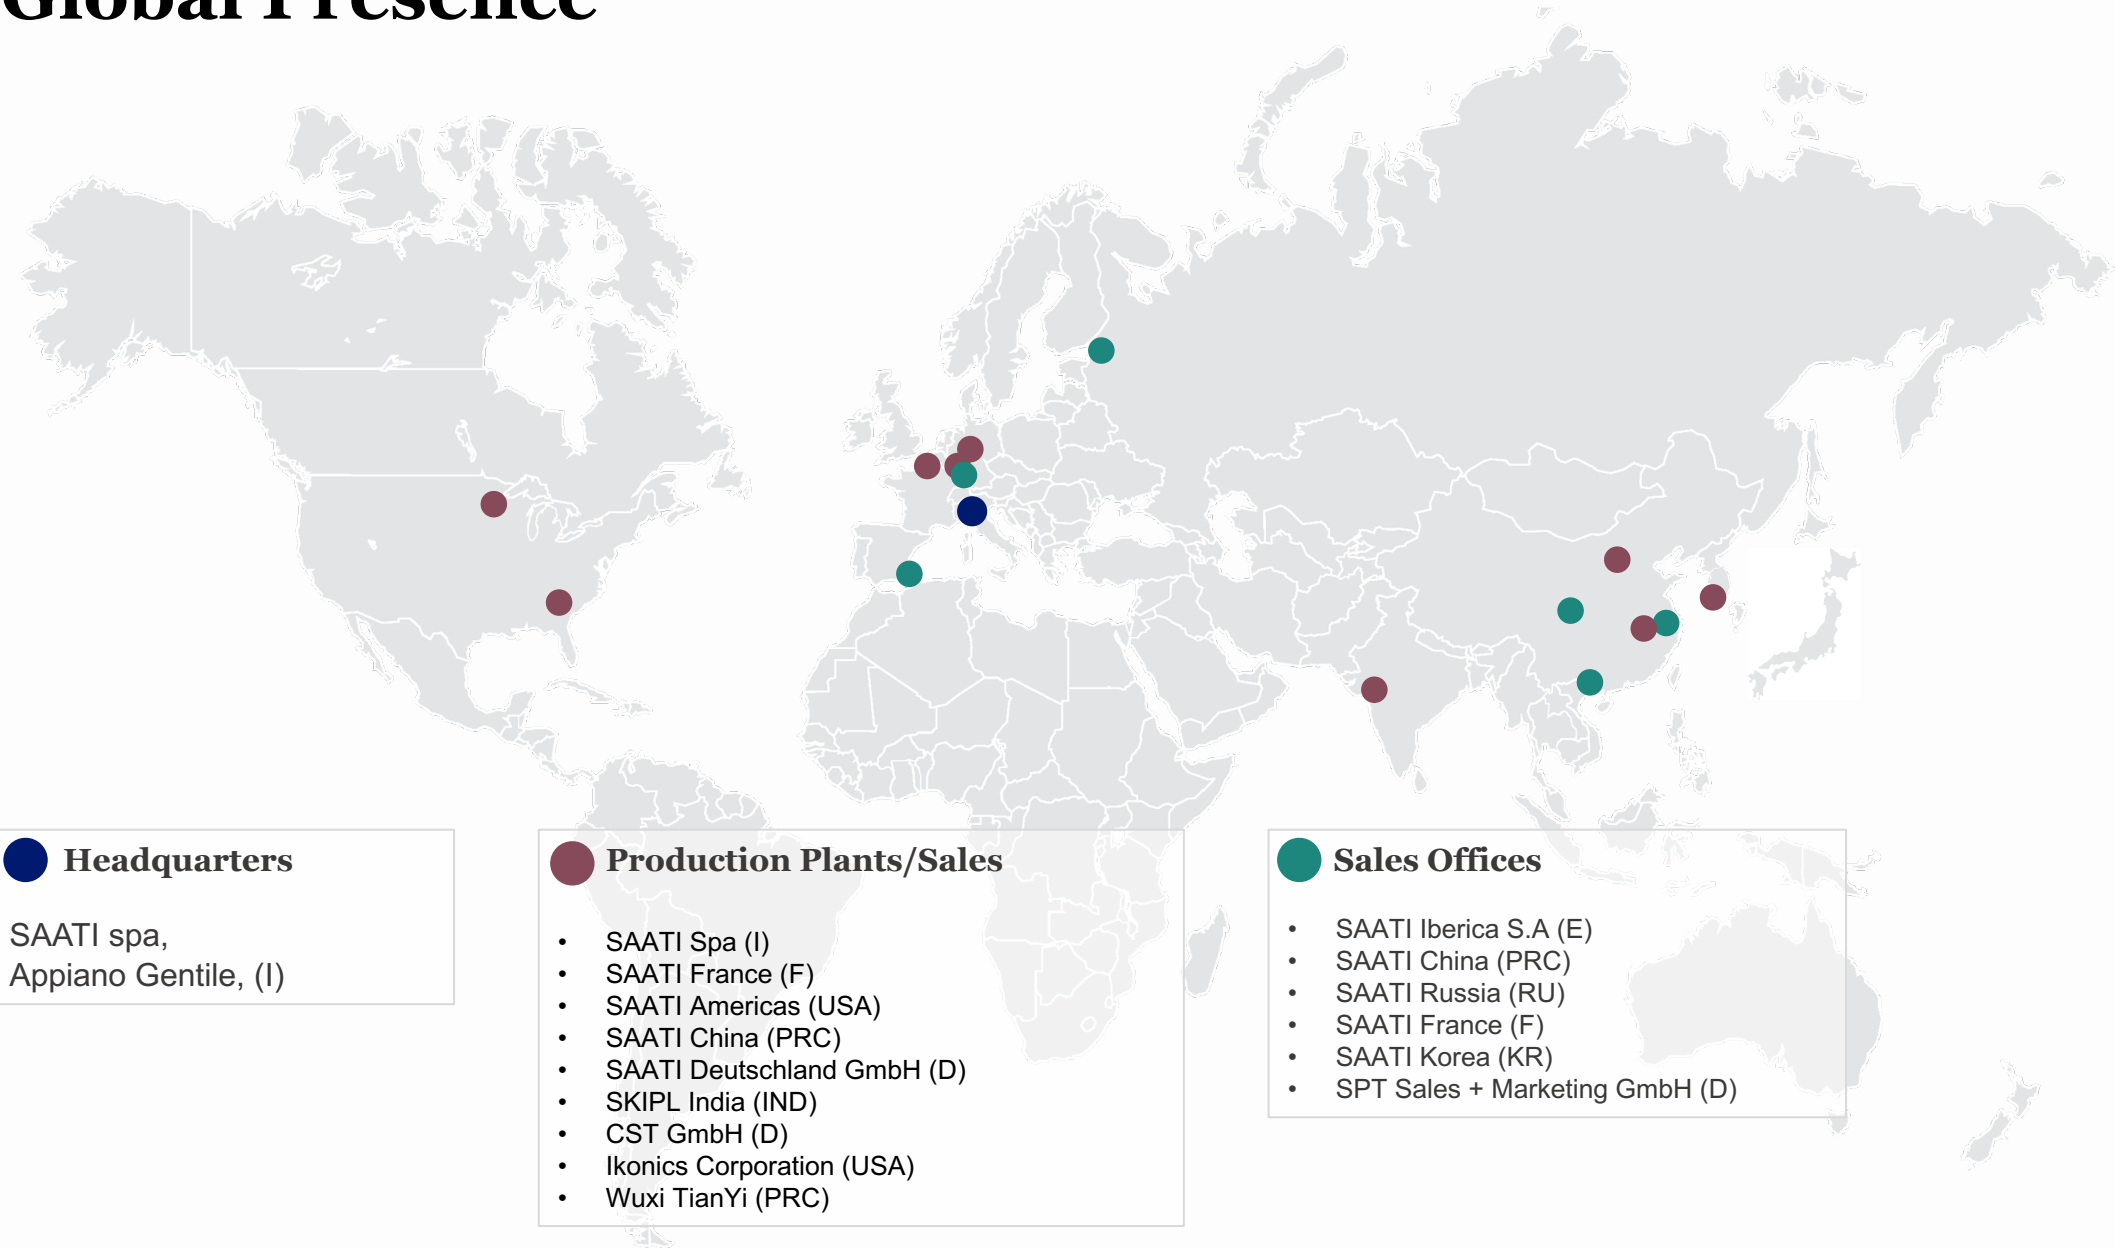 Global Presence
Headquarters
SAATI spa,
Appiano Gentile, (I)
Production Plants/Sales
• SAATI Spa (I)
• SAATI France (F)
• SAATI Americas (USA)
• SAATI China (PRC)
• SAATI Deutschland GmbH (D)
• SKIPL India (IND)
• CST GmbH (D)
• Ikonics Corporation (USA)
• Wuxi TianYi (PRC)
Sales Offices
• SAATI Iberica S.A (E)
• SAATI China (PRC)
• SAATI Russia (RU)
• SAATI France (F)
• SAATI Korea (KR)
• SPT Sales + Marketing GmbH (D)